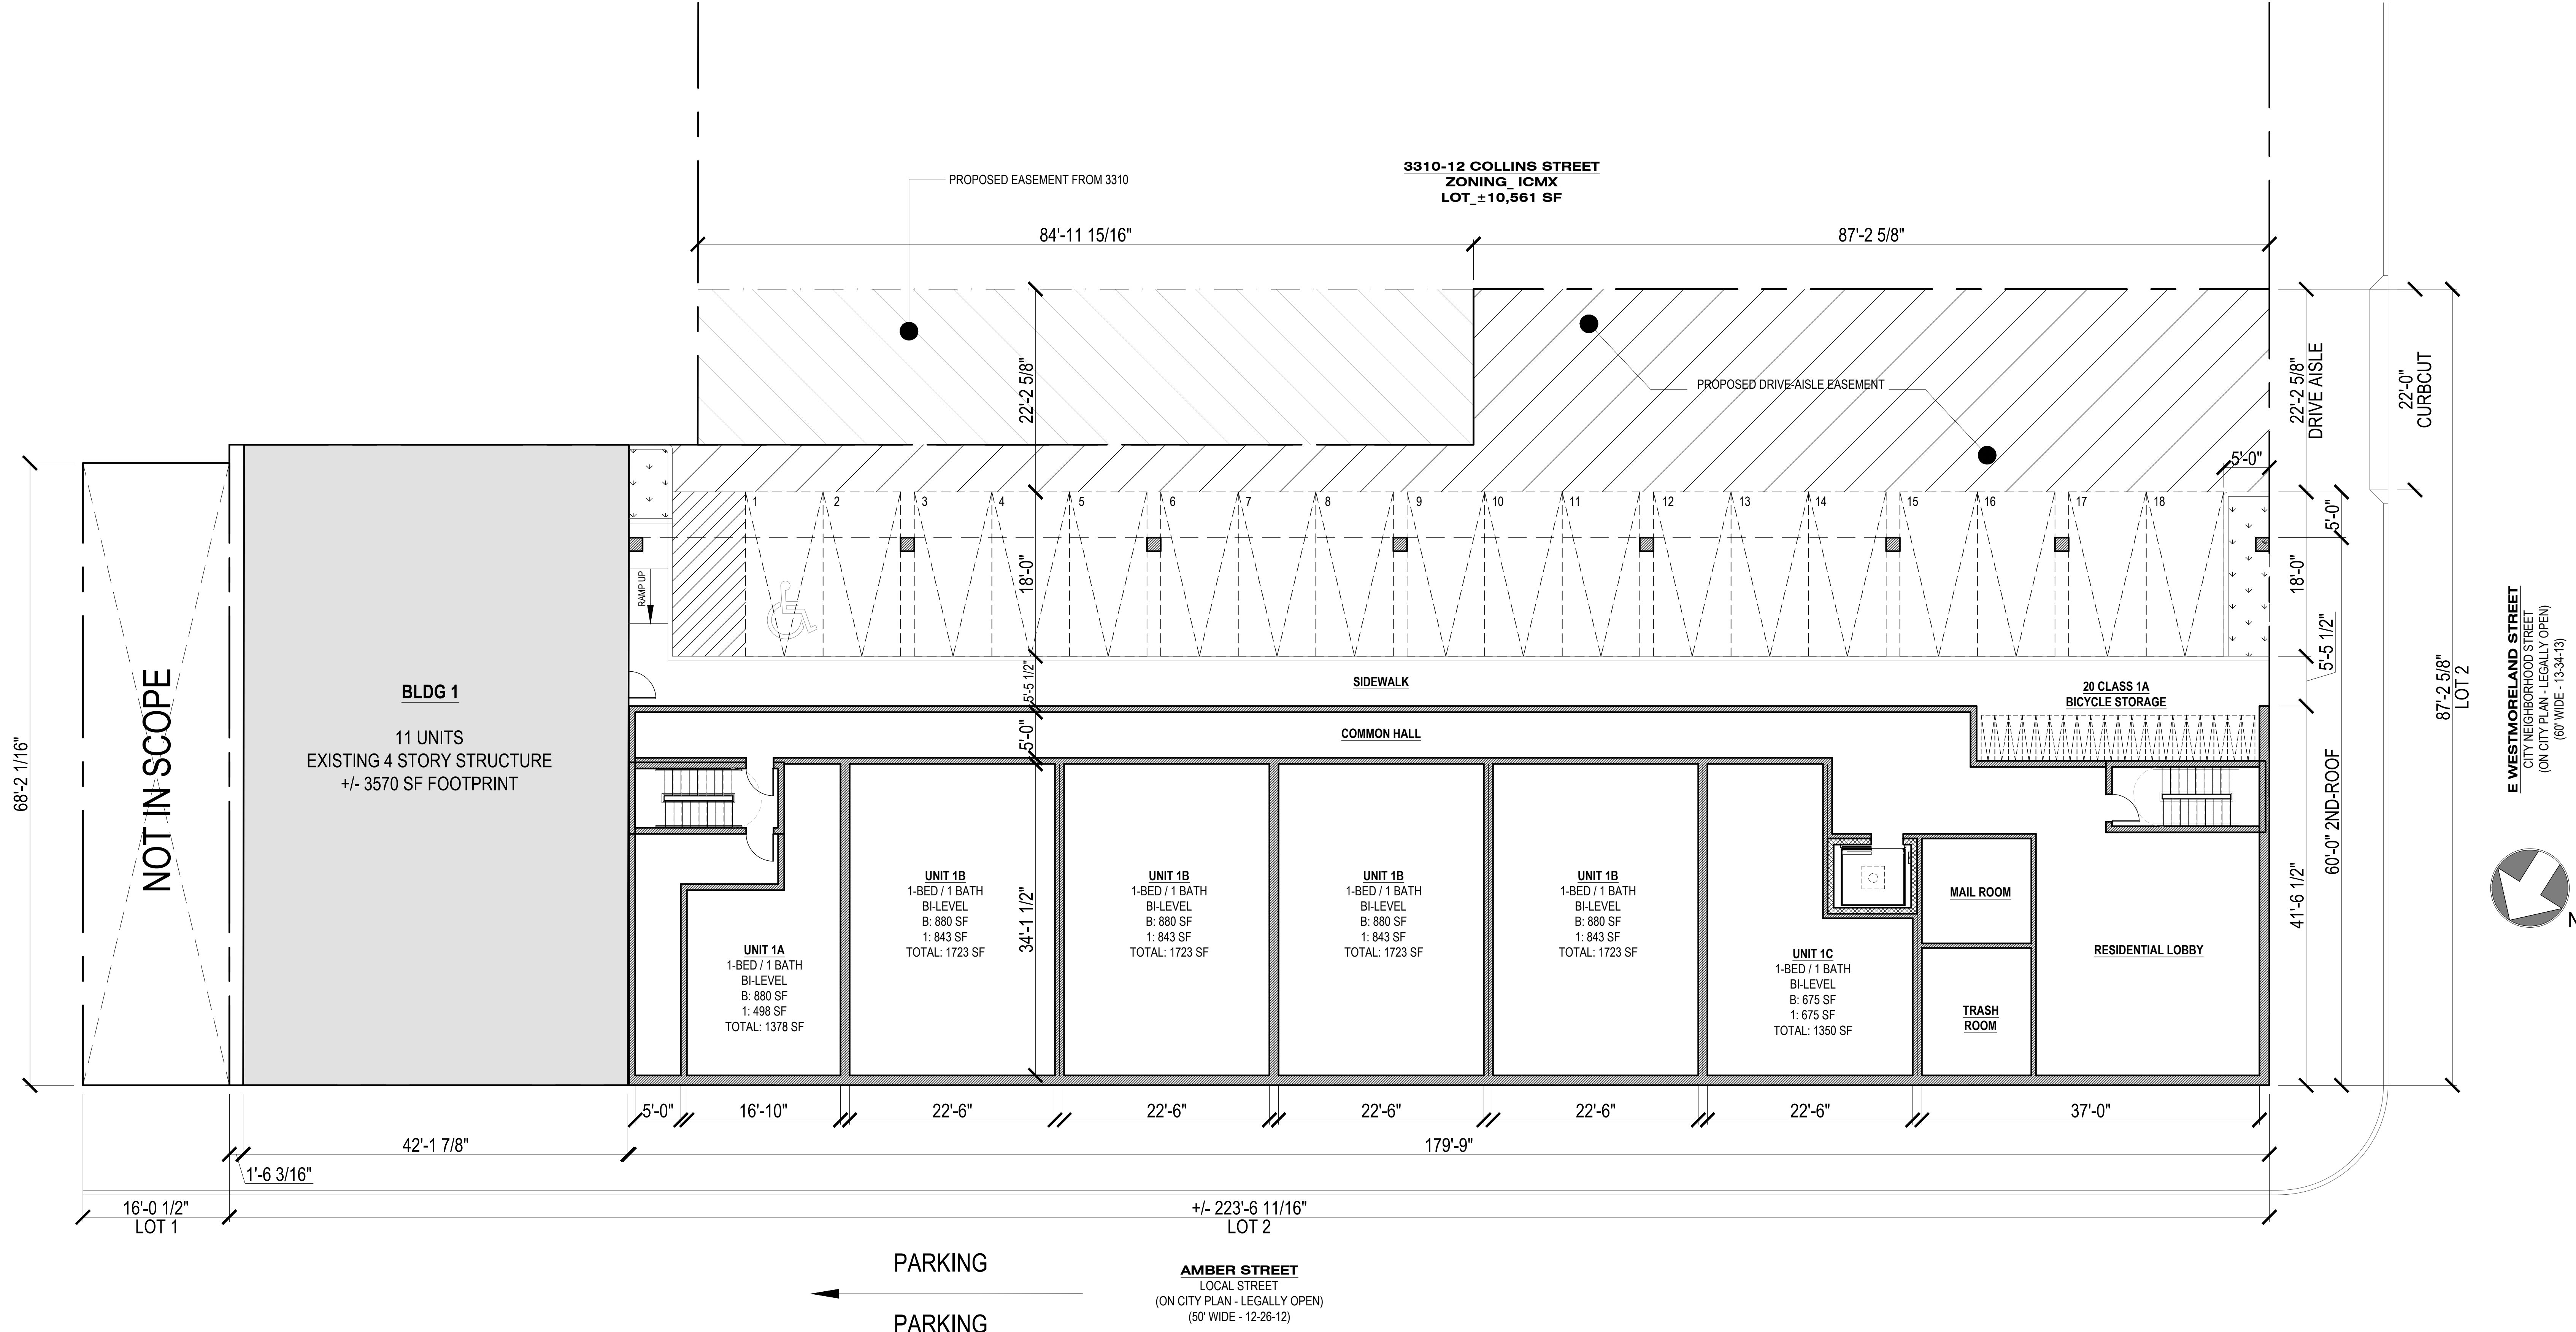 3310-12 COLLINS STREET
ZONING_ ICMX
LOT_±10,561 SF
PROPOSED EASEMENT FROM 3310
84'-11 15/16"
87'-2 5/8"
22'-2 5/8"
PROPOSED DRIVE-AISLE EASEMENT
22'-2 5/8"
DRIVE AISLE
22'-0"
CURBCUT
5'-0"
1
2
3
4
5
6
7
8
9
10
11
12
13
14
15
16
17
18
5'-0"
18'-0"
18'-0"
RAMP UP
5'-5 1/2"
5'-5 1/2"
SIDEWALK
20 CLASS 1A
BICYCLE STORAGE
COMMON HALL
5'-0"
87'-2 5/8"
LOT 2
60'-0" 2ND-ROOF
41'-6 1/2"
34'-1 1/2"
E WESTMORELAND STREET
CITY NEIGHBORHOOD STREET
(ON CITY PLAN - LEGALLY OPEN)
(60' WIDE - 13-34-13)
N
68'-2 1/16"
NOT IN SCOPE
BLDG 1
11 UNITS
EXISTING 4 STORY STRUCTURE
+/- 3570 SF FOOTPRINT
UNIT 1A
1-BED / 1 BATH
BI-LEVEL
B: 880 SF
1: 498 SF
TOTAL: 1378 SF
UNIT 1B
1-BED / 1 BATH
BI-LEVEL
B: 880 SF
1: 843 SF
TOTAL: 1723 SF
UNIT 1B
1-BED / 1 BATH
BI-LEVEL
B: 880 SF
1: 843 SF
TOTAL: 1723 SF
UNIT 1B
1-BED / 1 BATH
BI-LEVEL
B: 880 SF
1: 843 SF
TOTAL: 1723 SF
UNIT 1B
1-BED / 1 BATH
BI-LEVEL
B: 880 SF
1: 843 SF
TOTAL: 1723 SF
UNIT 1C
1-BED / 1 BATH
BI-LEVEL
B: 675 SF
1: 675 SF
TOTAL: 1350 SF
MAIL ROOM
TRASH
ROOM
RESIDENTIAL LOBBY
5'-0"
16'-10"
22'-6"
22'-6"
22'-6"
22'-6"
22'-6"
37'-0"
42'-1 7/8"
179'-9"
1'-6 3/16"
16'-0 1/2"
LOT 1
+/- 223'-6 11/16"
LOT 2
PARKING
PARKING
AMBER STREET
LOCAL STREET
(ON CITY PLAN - LEGALLY OPEN)
(50' WIDE - 12-26-12)